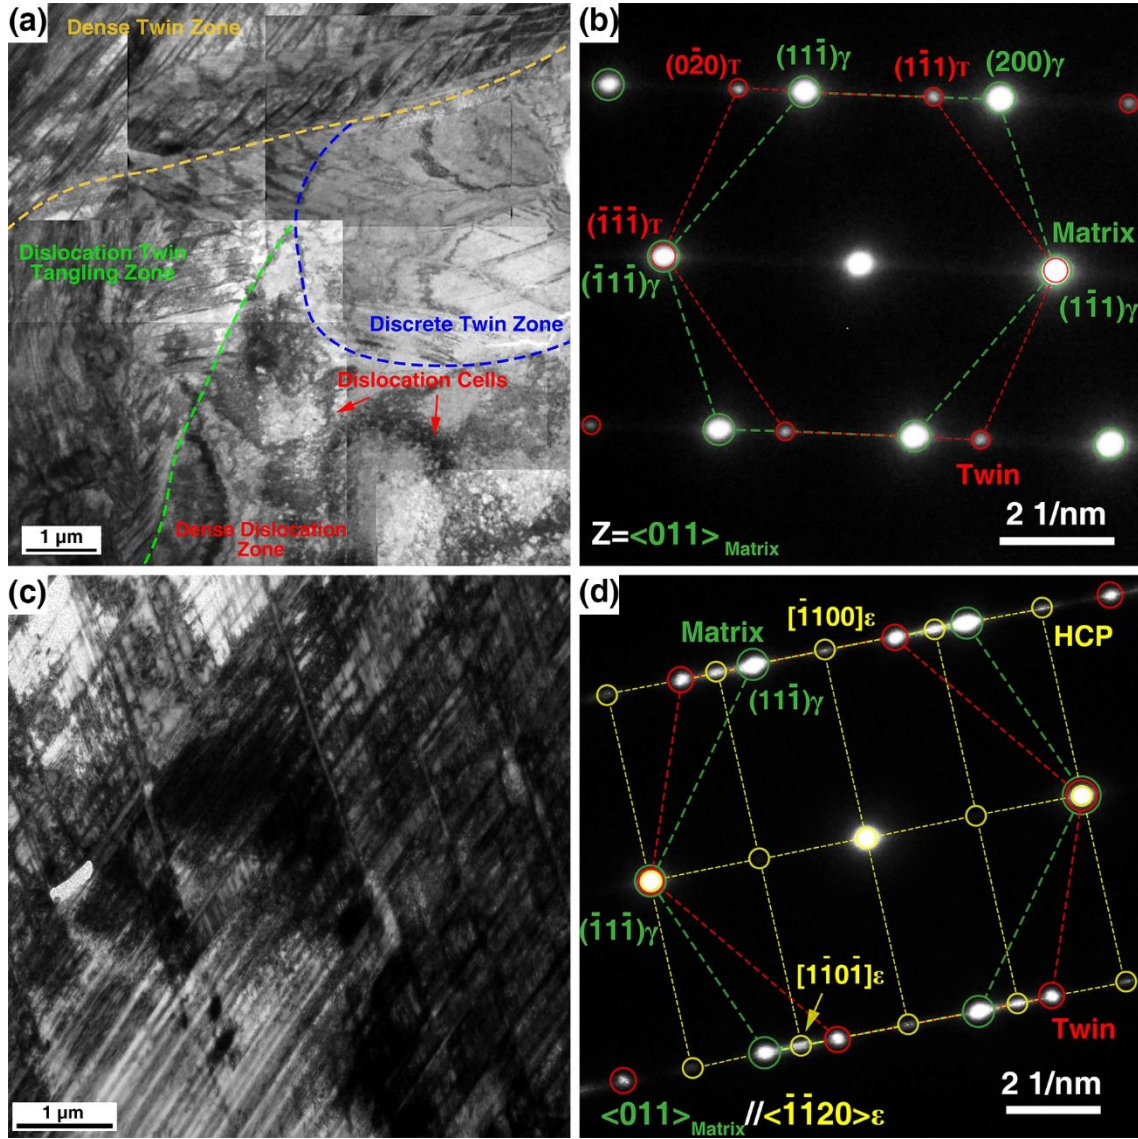 (a)
Dense Twin Zone
Dislocation Twin
Tangling Zone
Discrete Twin Zone
Dislocation Cells
Dense Dislocation
Zone
1 µm
(b)
(02̄0)T
(111̄)γ
(11̄1)T
(200)γ
(1̄1̄1̄)T
(1̄11̄)γ
Matrix
(11̄1)γ
Twin
Z=<011> Matrix
2 1/nm
(c)
1 µm
(d)
Matrix
[1̄100]ε
HCP
(111̄)γ
(1̄11̄)γ
[11̄01̄]ε
Twin
<011>Matrix//<1̄1̄20>ε
2 1/nm